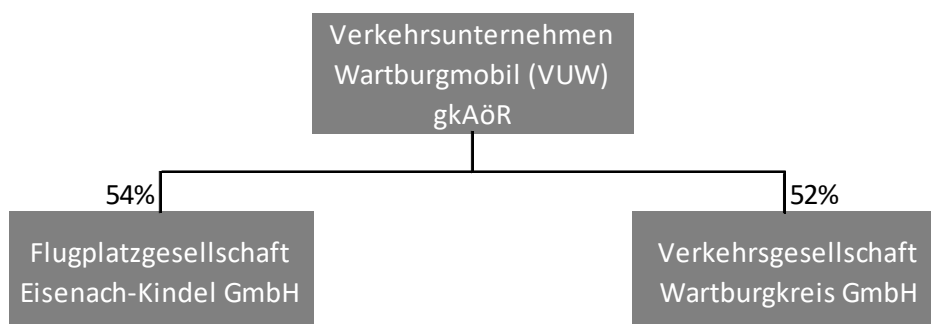 Verkehrsunternehmen
Wartburgmobil (VUW)
gkAöR
54%
52%
Flugplatzgesellschaft
Eisenach-Kindel GmbH
Verkehrsgesellschaft
Wartburgkreis GmbH